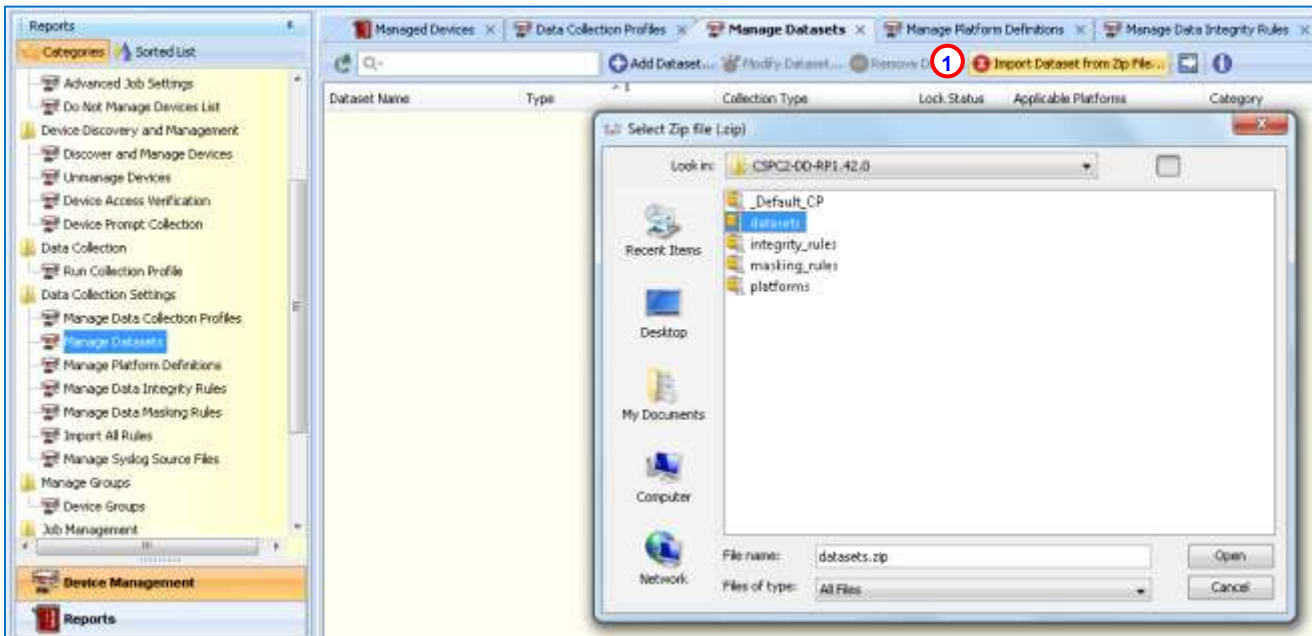 Reports
Categories
Sorted List
Advanced Job Settings
Do Not Manage Devices List
Device Discovery and Management
Discover and Manage Devices
Unmanage Devices
Device Access Verification
Device Prompt Collection
Data Collection
Run Collection Profile
Data Collection Settings
Manage Data Collection Profiles
Manage Datasets
Manage Platform Definitions
Manage Data Integrity Rules
Manage Data Masking Rules
Import All Rules
Manage Syslog Source Files
Manage Groups
Device Groups
Job Management
Device Management
Reports
Managed Devices
Data Collection Profiles
Manage Datasets
Manage Platform Definitions
Manage Data Integrity Rules
Add Dataset...
Modify Dataset...
Remove D
1
Import Dataset from Zip File...
Dataset Name
Type
1
Collection Type
Lock Status
Applicable Platforms
Category
Select Zip file (.zip)
Look in:
CSPC2-DD-RP1.42.0
_Default_CP
datasets
integrity_rules
masking_rules
platforms
Recent Items
Desktop
My Documents
Computer
Network
File name:
datasets.zip
Open
Files of type:
All Files
Cancel